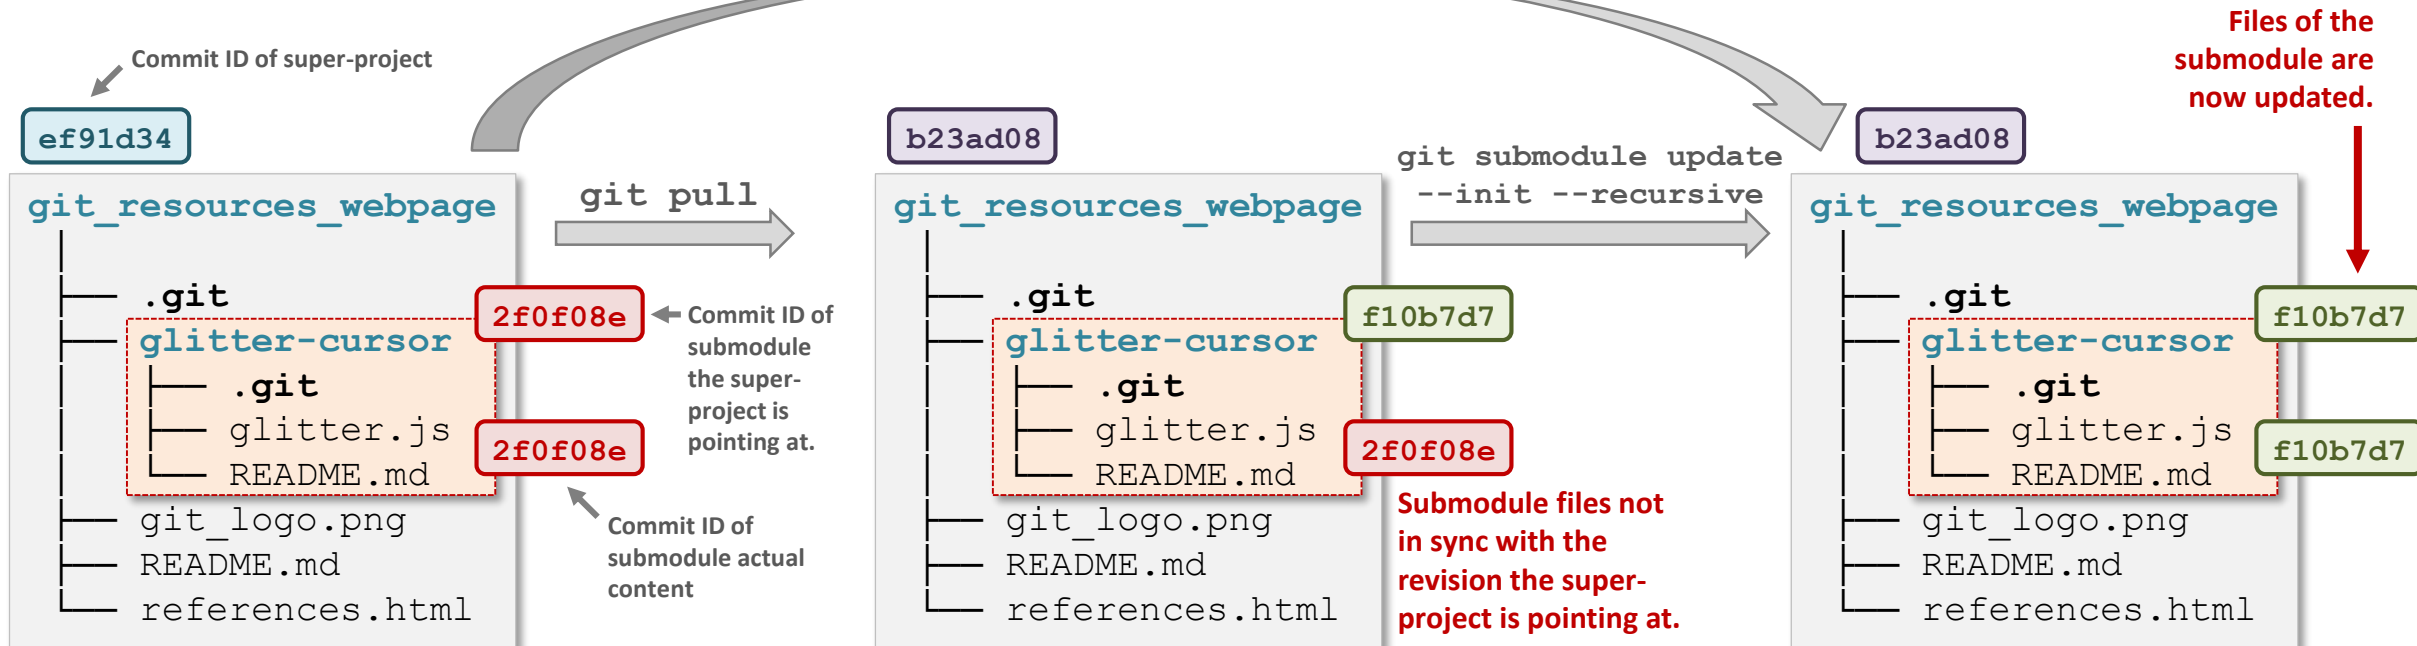 Commit ID of super-project
ef91d34
git_resources_webpage
.git
2f0f08e
glitter-cursor
.git
glitter.js
2f0f08e
README.md
git_logo.png
README.md
references.html
Commit ID of
submodule
the super-
project is
pointing at.
Commit ID of
submodule actual
content
git pull
b23ad08
git_resources_webpage
.git
f10b7d7
glitter-cursor
.git
glitter.js
2f0f08e
README.md
git_logo.png
README.md
references.html
Submodule files not
in sync with the
revision the super-
project is pointing at.
git submodule update
--init --recursive
b23ad08
git_resources_webpage
.git
f10b7d7
glitter-cursor
.git
glitter.js
f10b7d7
README.md
git_logo.png
README.md
references.html
Files of the
submodule are
now updated.